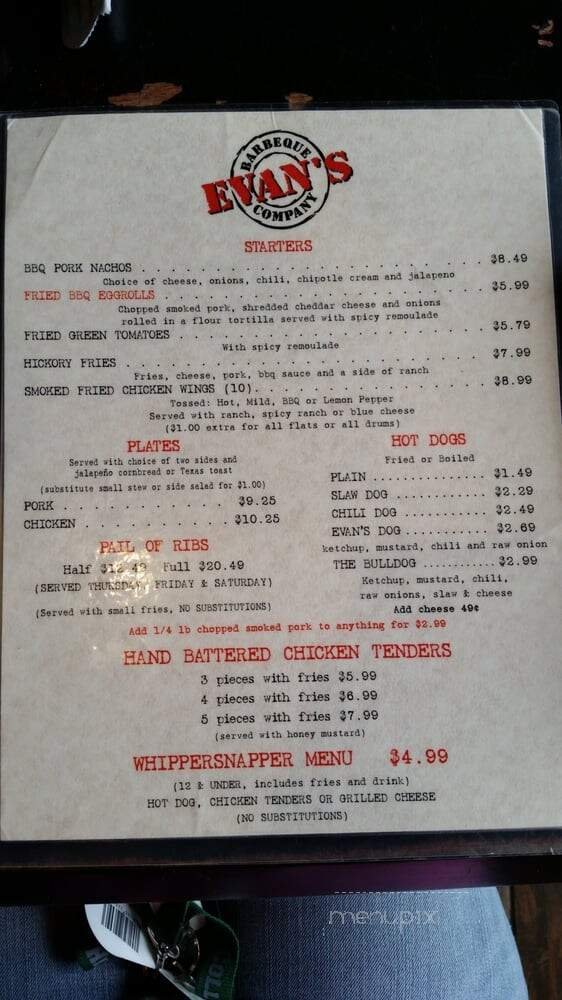 BARBEQUE
EVAN'S
COMPANY
STARTERS
BBQ PORK NACHOS . . . . . . . . . . . . . . . . . . . . . . . $8.49
Choice of cheese, onions, chili, chipotle cream and jalapeno
FRIED BBQ EGGROLLS . . . . . . . . . . . . . . . . . . . . . $5.99
Chopped smoked pork, shredded cheddar cheese and onions
rolled in a flour tortilla served with spicy remoulade
FRIED GREEN TOMATOES . . . . . . . . . . . . . . . . . . . . $5.79
With spicy remoulade
HICKORY FRIES . . . . . . . . . . . . . . . . . . . . . . . . $7.99
Fries, cheese, pork, bbq sauce and a side of ranch
SMOKED FRIED CHICKEN WINGS (10). . . . . . . . . . . . . . . $8.99
Tossed: Hot, Mild, BBQ or Lemon Pepper
Served with ranch, spicy ranch or blue cheese
($1.00 extra for all flats or all drums)
PLATES
Served with choice of two sides and
jalapeño cornbread or Texas toast
(substitute small stew or side salad for $1.00)
PORK . . . . . . . . . . . $9.25
CHICKEN . . . . . . . . . $10.25
PAIL OF RIBS
Half $12.49 Full $20.49
(SERVED THURSDAY, FRIDAY & SATURDAY)
(Served with small fries, NO SUBSTITUTIONS)
HOT DOGS
Fried or Boiled
PLAIN ............... $1.49
SLAW DOG ............ $2.29
CHILI DOG ........... $2.49
EVAN'S DOG........... $2.69
ketchup, mustard, chili and raw onion
THE BULLDOG ............$2.99
Ketchup, mustard, chili,
raw onions, slaw & cheese
Add cheese 49¢
Add 1/4 lb chopped smoked pork to anything for $2.99
HAND BATTERED CHICKEN TENDERS
3 pieces with fries $5.99
4 pieces with fries $6.99
5 pieces with fries $7.99
(served with honey mustard)
WHIPPERSNAPPER MENU $4.99
(12 & UNDER, includes fries and drink)
HOT DOG, CHICKEN TENDERS OR GRILLED CHEESE
(NO SUBSTITUTIONS)
menupix